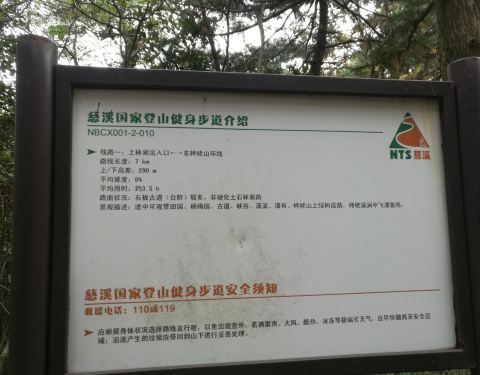 慈溪国家登山健身步道介绍
NBCX001-2-010
线路一：上林湖出入口←→东栲栳山环线
路线长度：7 km
上/下高差：290 m
平均坡度：8%
平均用时：约3.5 h
路面状况：石板古道（台阶）较多，非硬化土石林荫路
景观描述：途中可观赏田园、杨梅园、古道、峡谷、溪流、瀑布、栲栳山上绿树成荫，栲栳溪涧中飞瀑轰鸣。
NTS 慈溪
慈溪国家登山健身步道安全须知
救援电话：110或119
应根据身体状况选择路线及行程，以免出现意外；若遇雷雨、大风、酷热、冰冻等极端式天气，应尽快撤离至安全区
域；沿途产生的垃圾应带回到山下进行妥善处理。